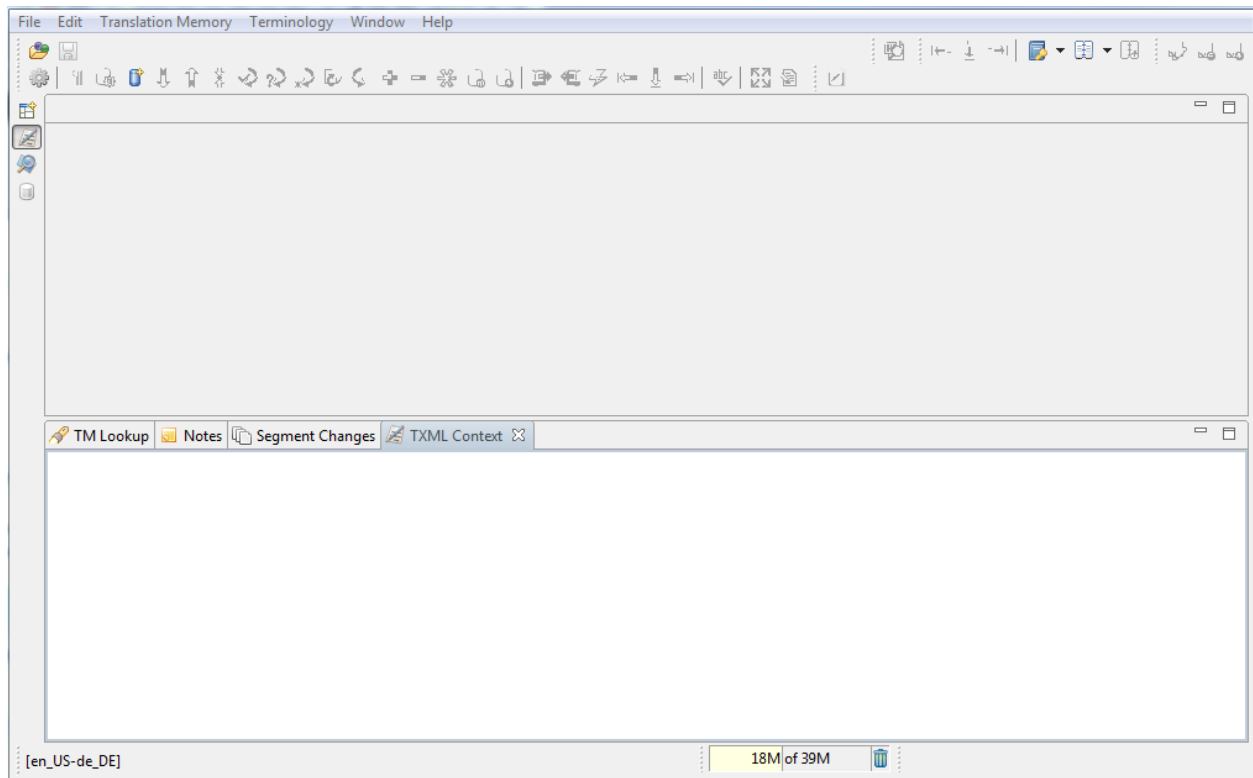 File Edit Translation Memory Terminology Window Help
TM Lookup Notes Segment Changes TXML Context
[en_US-de_DE] 18M of 39M